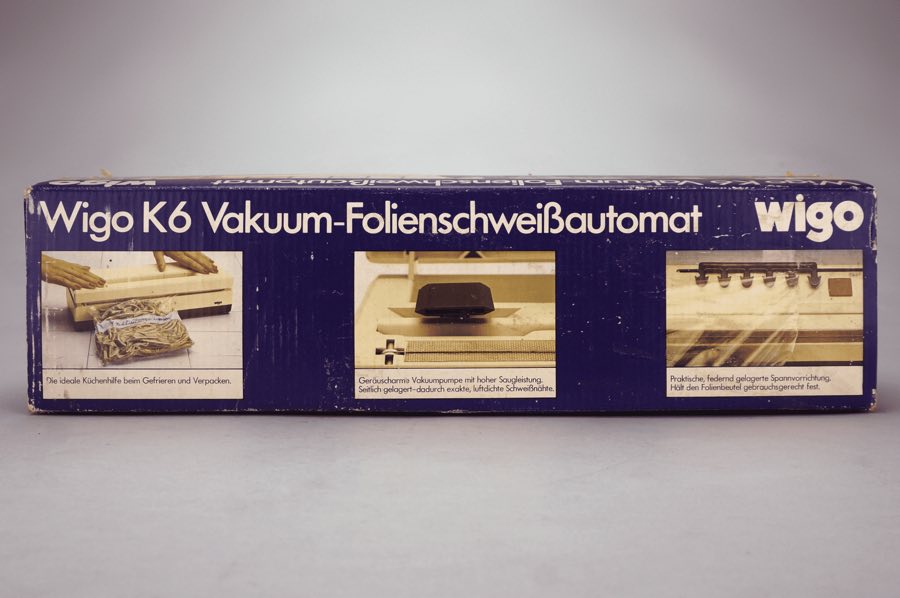 Wigo K6 Vakuum-Folienschweißautomat
wigo
Die ideale Küchenhilfe beim Gefrieren und Verpacken.
Geräuscharme Vakuumpumpe mit hoher Saugleistung.
Seitlich gelagert-dadurch exakte, luftdichte Schweißnähte.
Praktische, federnd gelagerte Spannvorrichtung.
Hält den Folienbeutel gebrauchsgerecht fest.